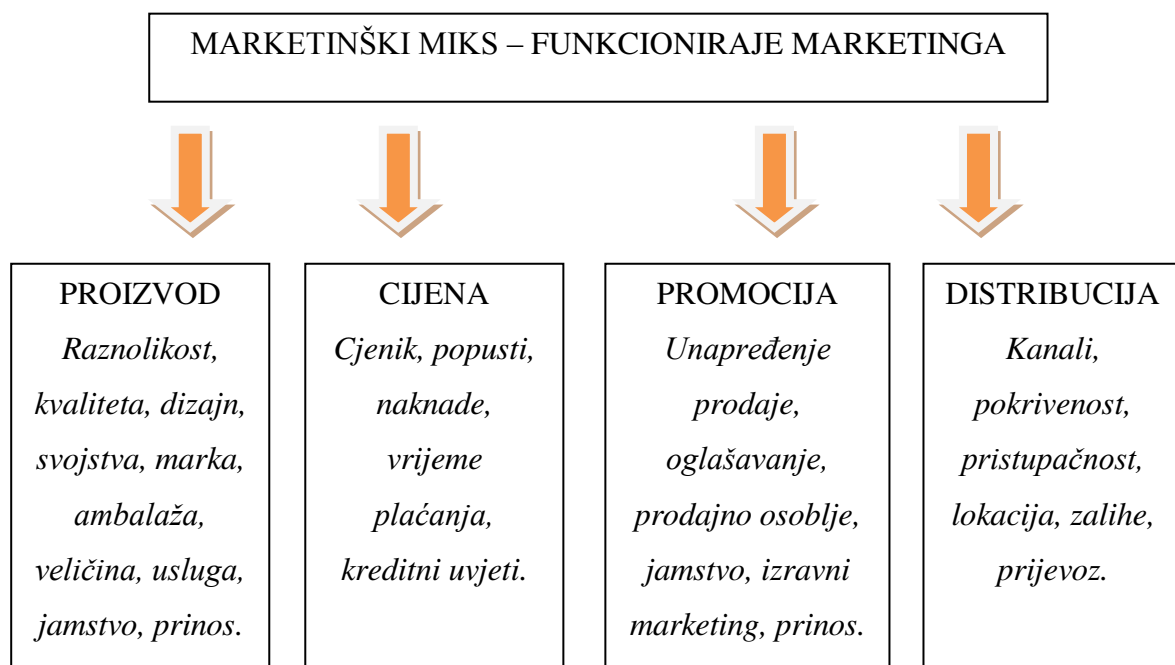 MARKETINŠKI MIKS – FUNKCIONIRAJE MARKETINGA
PROIZVOD
Raznolikost,
kvaliteta, dizajn,
svojstva, marka,
ambalaža,
veličina, usluga,
jamstvo, prinos.
CIJENA
Cjenik, popusti,
naknade,
vrijeme
plaćanja,
kreditni uvjeti.
PROMOCIJA
Unapređenje
prodaje,
oglašavanje,
prodajno osoblje,
jamstvo, izravni
marketing, prinos.
DISTRIBUCIJA
Kanali,
pokrivenost,
pristupačnost,
lokacija, zalihe,
prijevoz.